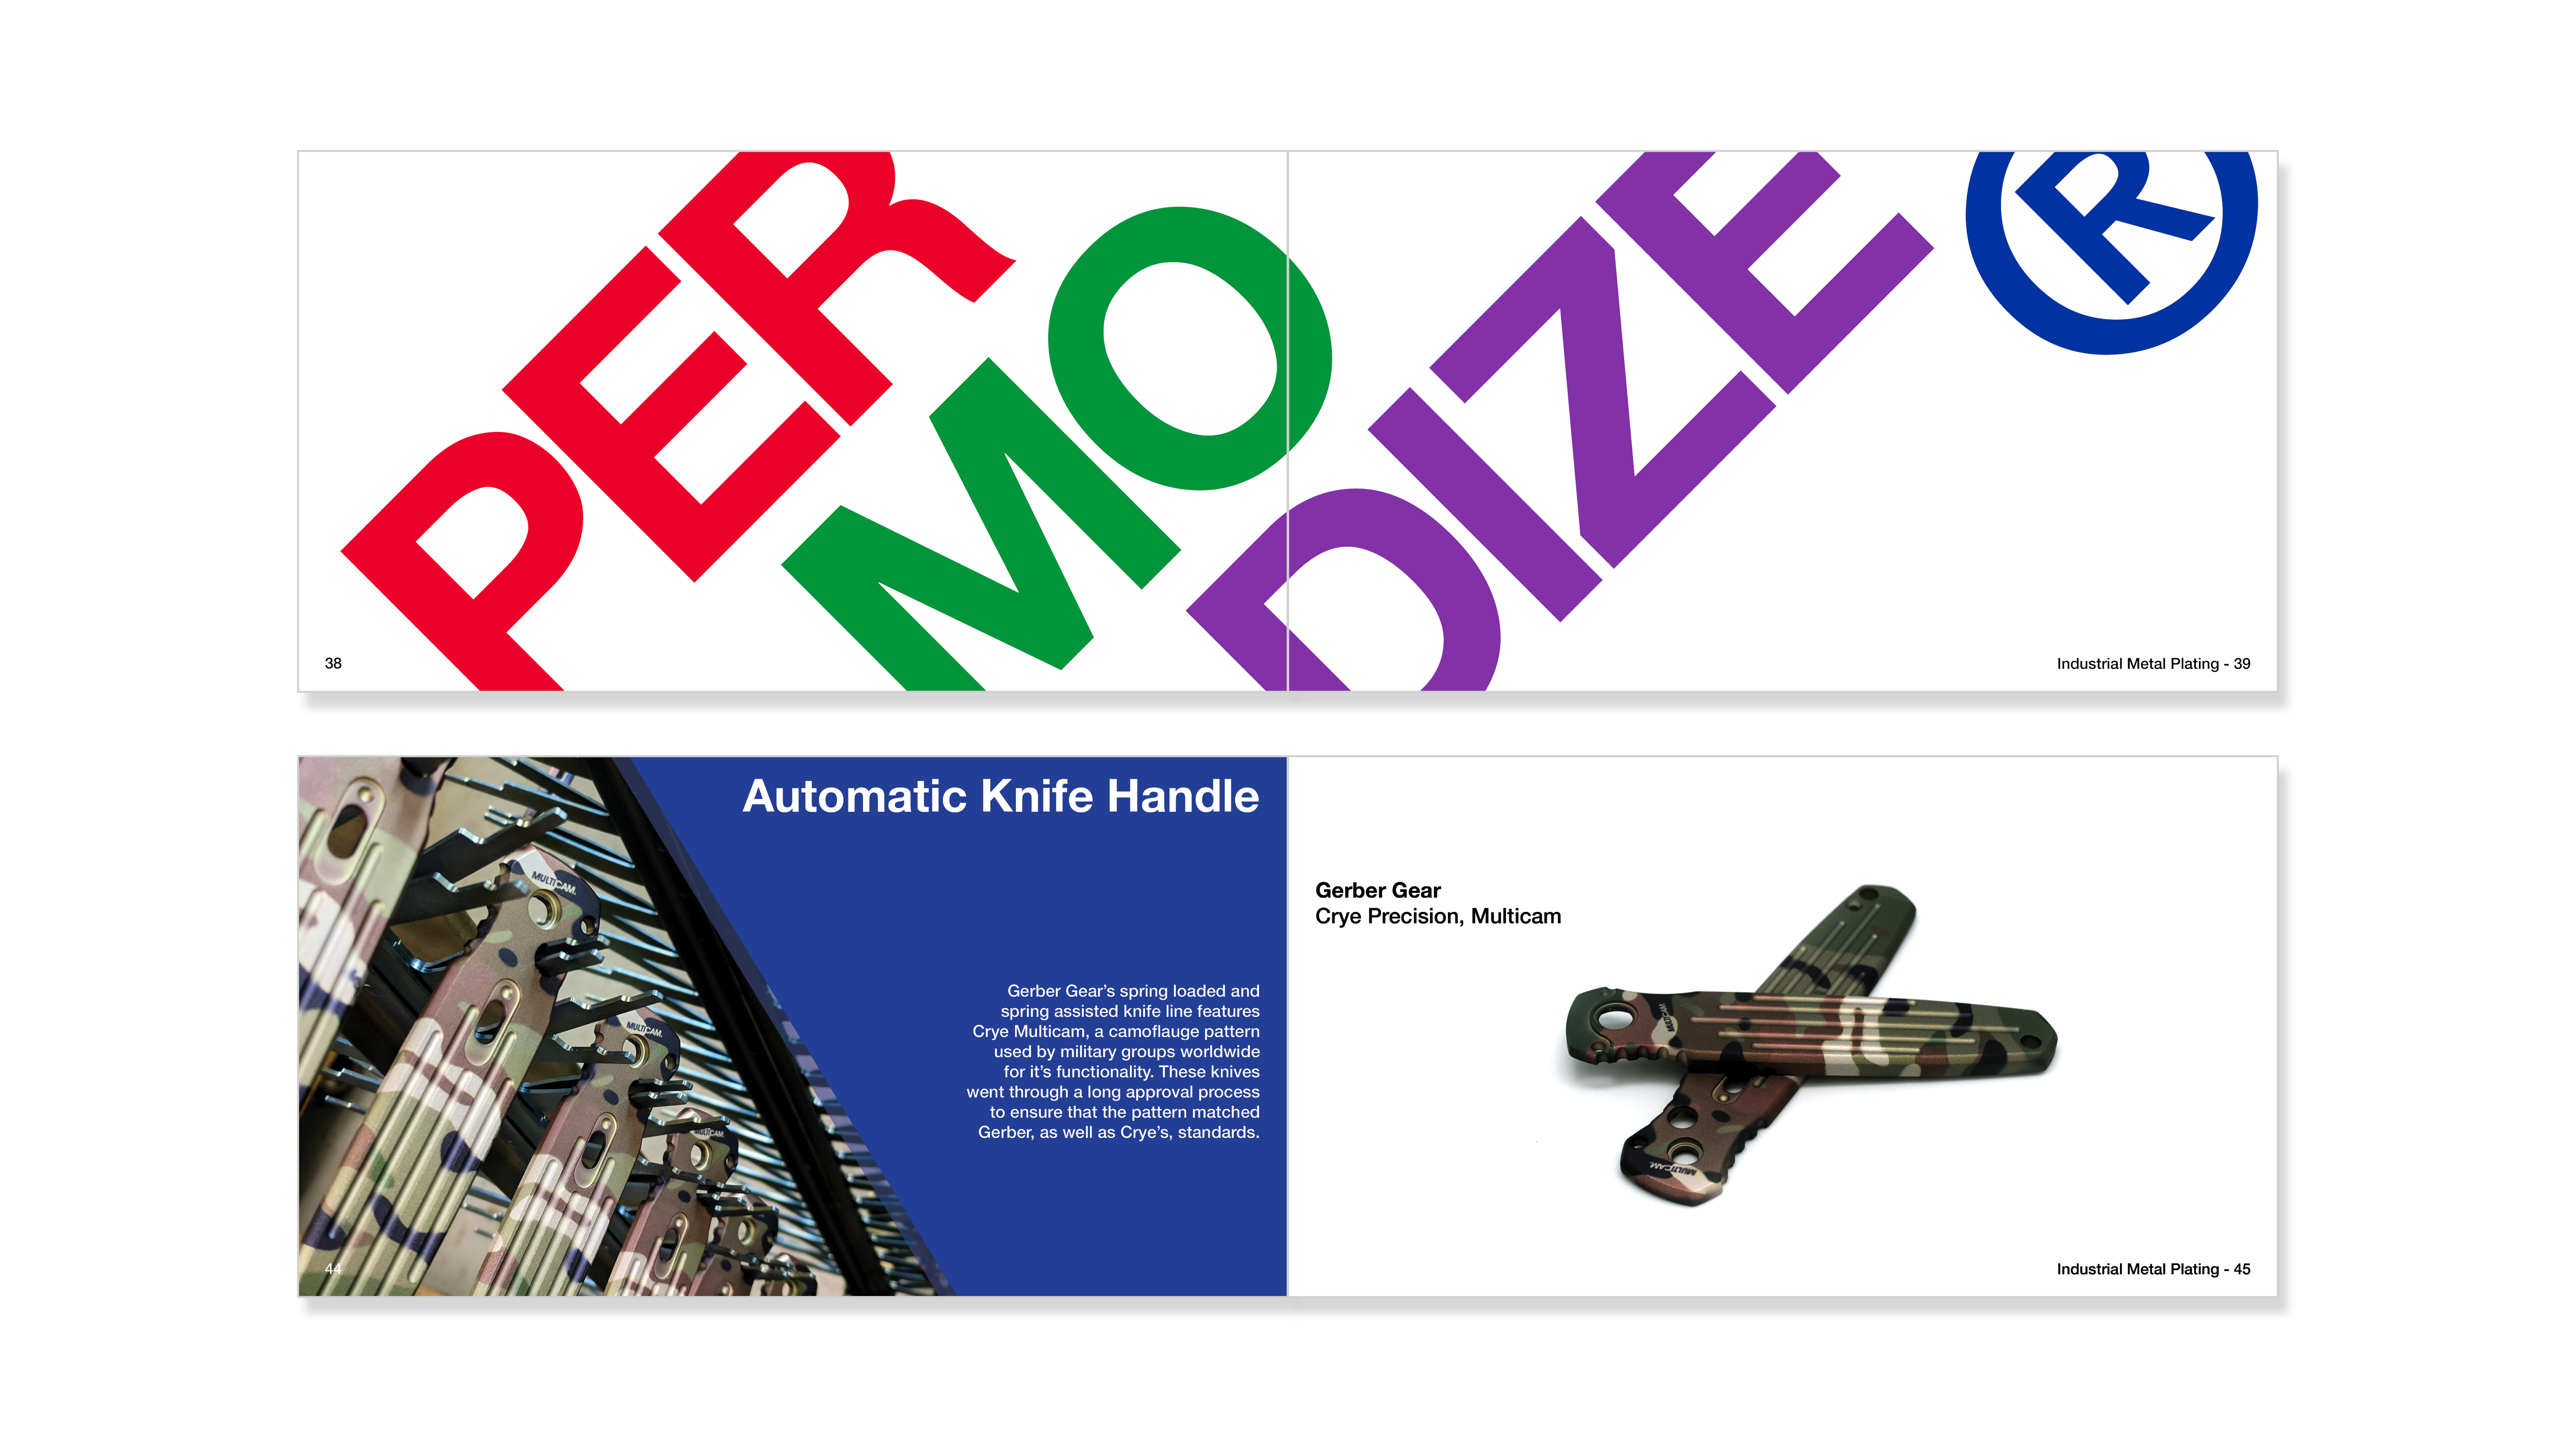 PER
MO
DIZE
®
38
Industrial Metal Plating - 39
Automatic Knife Handle
MULTICAM.
MULTICAM.
MULTICAM.
Gerber Gear’s spring loaded and
spring assisted knife line features
Crye Multicam, a camoflauge pattern
used by military groups worldwide
for it’s functionality. These knives
went through a long approval process
to ensure that the pattern matched
Gerber, as well as Crye’s, standards.
44
Gerber Gear
Crye Precision, Multicam
MULTICAM.
MULTICAM.
Industrial Metal Plating - 45